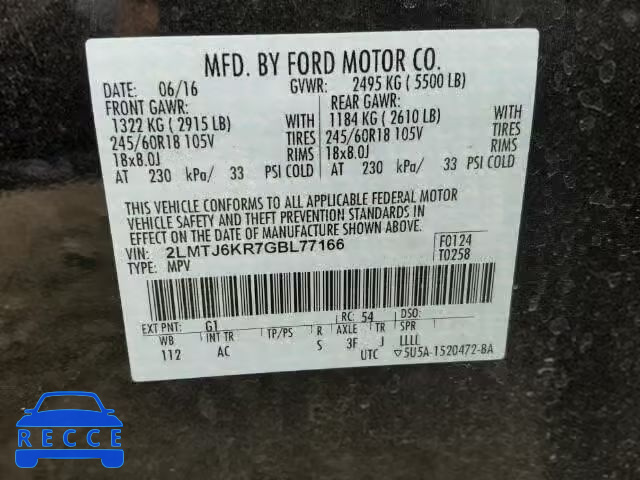 MFD. BY FORD MOTOR CO.
DATE: 06/16 GVWR: 2495 KG ( 5500 LB)
FRONT GAWR: REAR GAWR:
1322 KG ( 2915 LB) WITH 1184 KG ( 2610 LB) WITH
245/60R18 105V TIRES 245/60R18 105V TIRES
18x8.0J RIMS 18x8.0J RIMS
AT 230 kPa/ 33 PSI COLD AT 230 kPa/ 33 PSI COLD
THIS VEHICLE CONFORMS TO ALL APPLICABLE FEDERAL MOTOR
VEHICLE SAFETY AND THEFT PREVENTION STANDARDS IN
EFFECT ON THE DATE OF MANUFACTURE SHOWN ABOVE.
VIN: 2LMTJ6KR7GBL77166 F0124
TYPE: MPV T0258
EXT PNT: G1 RC: 54 DSO:
WB INT TR TP/PS R AXLE TR SPR
112 AC S 3F J LLLL
UTC ▽5U5A-1520472-BA
RECCE